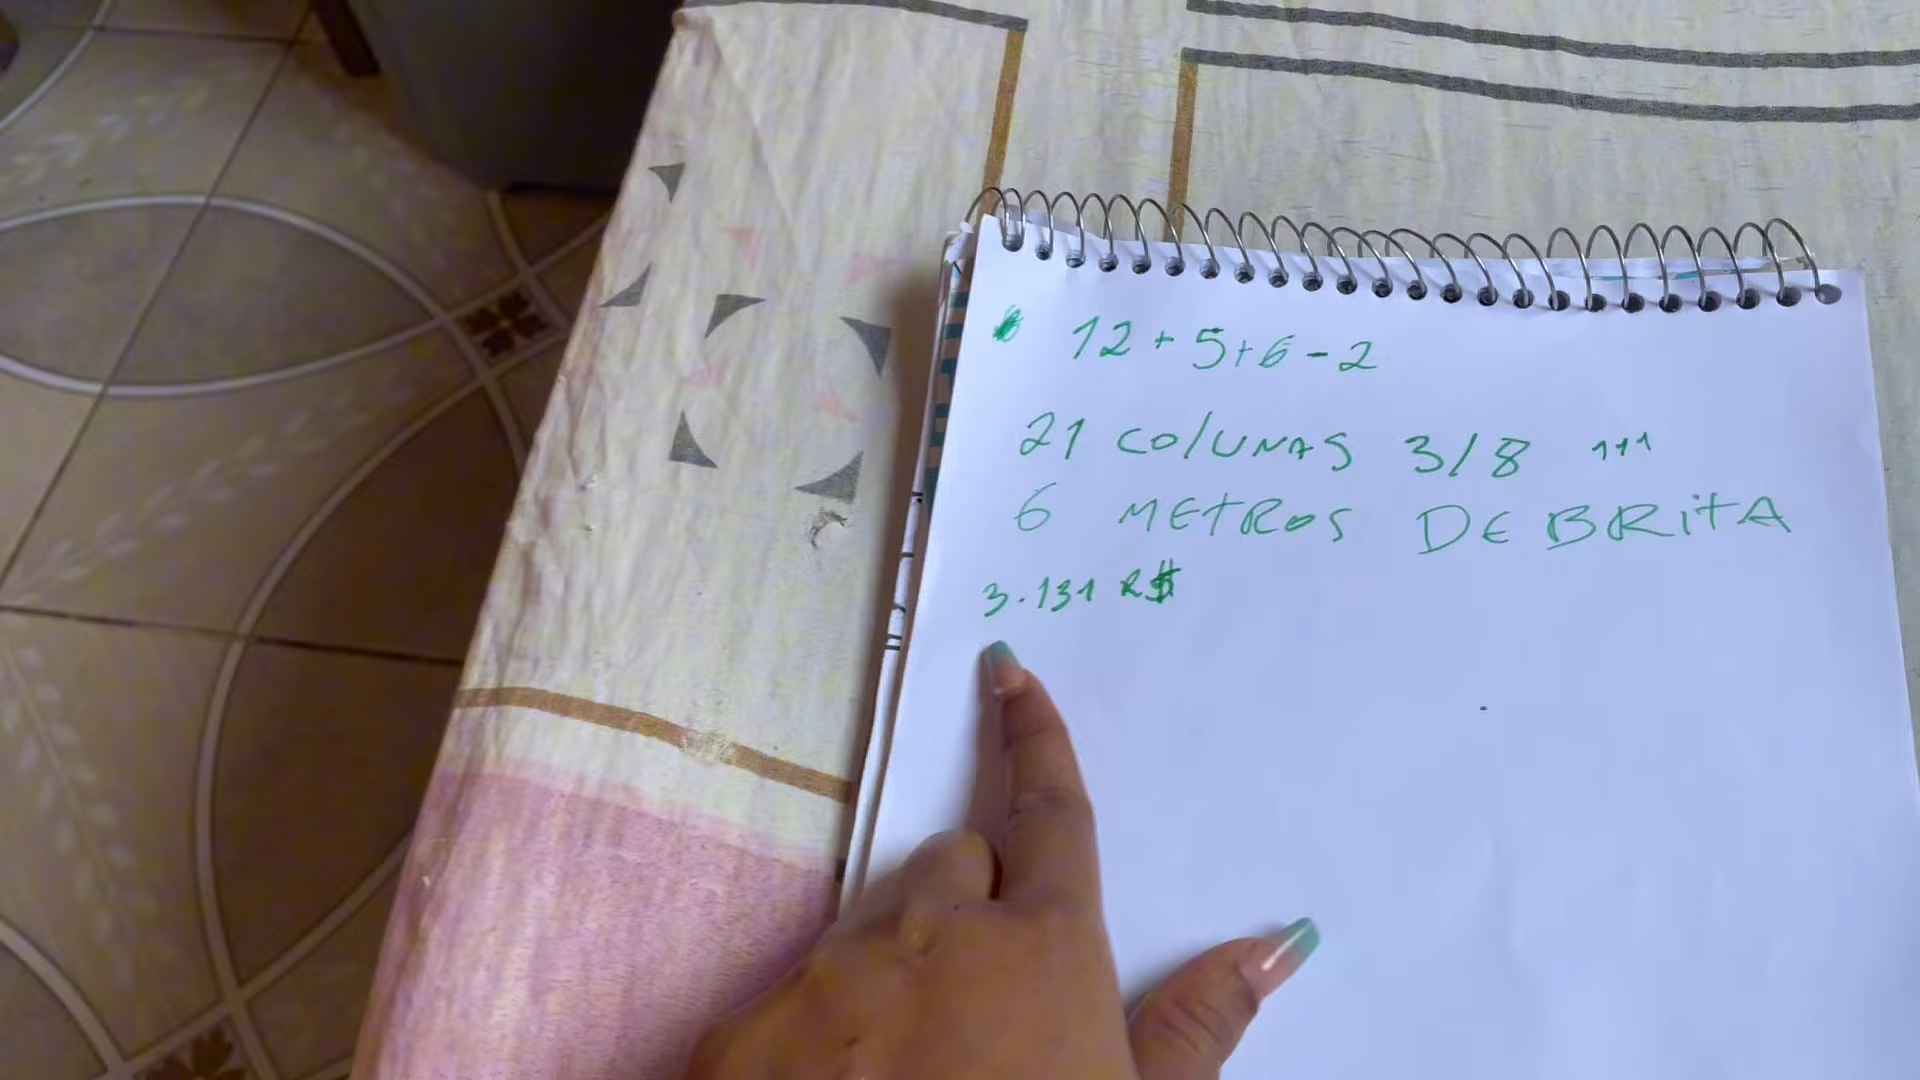 12 + 5 + 6 - 2
21 COLUNAS 3/8
6 METROS DE BRITA
3.131 R$